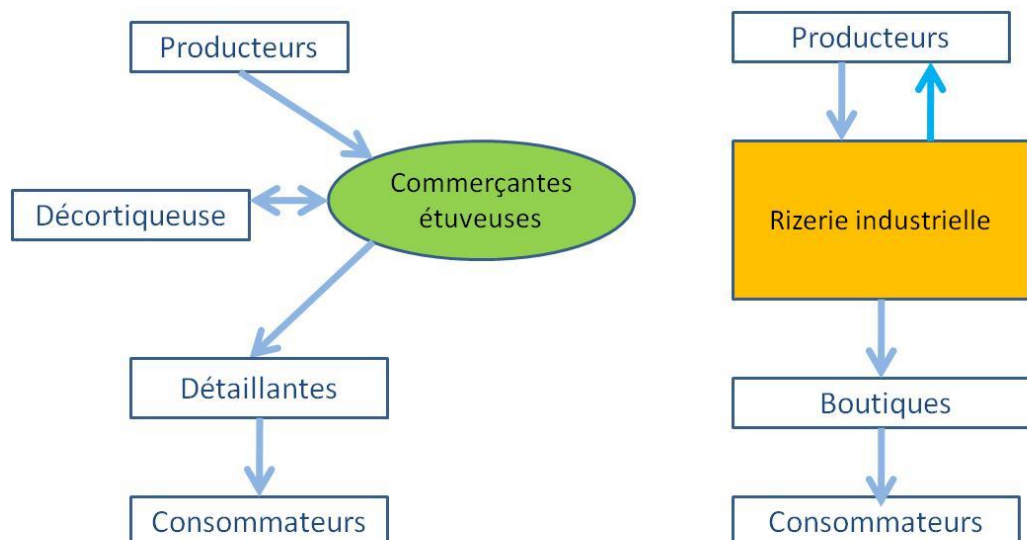 Producteurs
Commerçantes
étuveuses
Décortiqueuse
Détaillantes
Consommateurs
Producteurs
Rizerie industrielle
Boutiques
Consommateurs